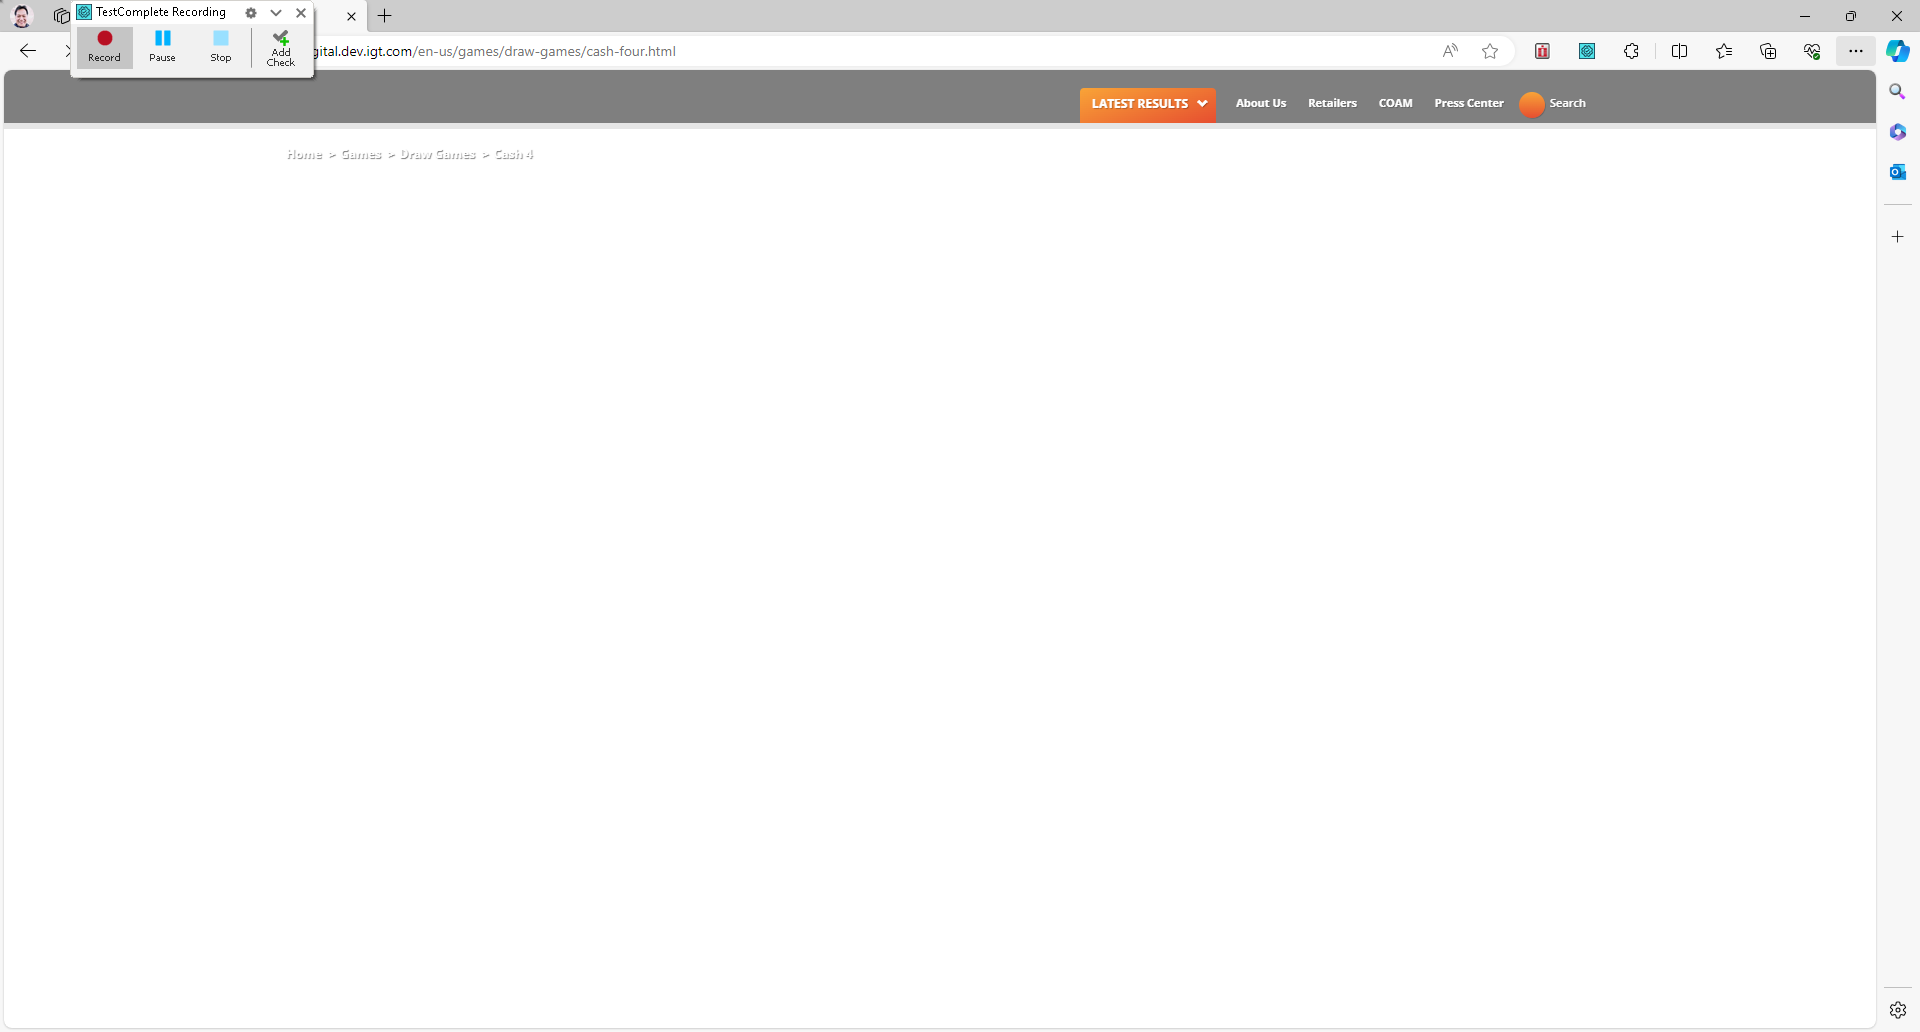 TestComplete Recording
Record
Pause
Stop
Add
Check
gital.dev.igt.com/en-us/games/draw-games/cash-four.html
LATEST RESULTS
About Us
Retailers
COAM
Press Center
Search
Home > Games > Draw Games > Cash 4